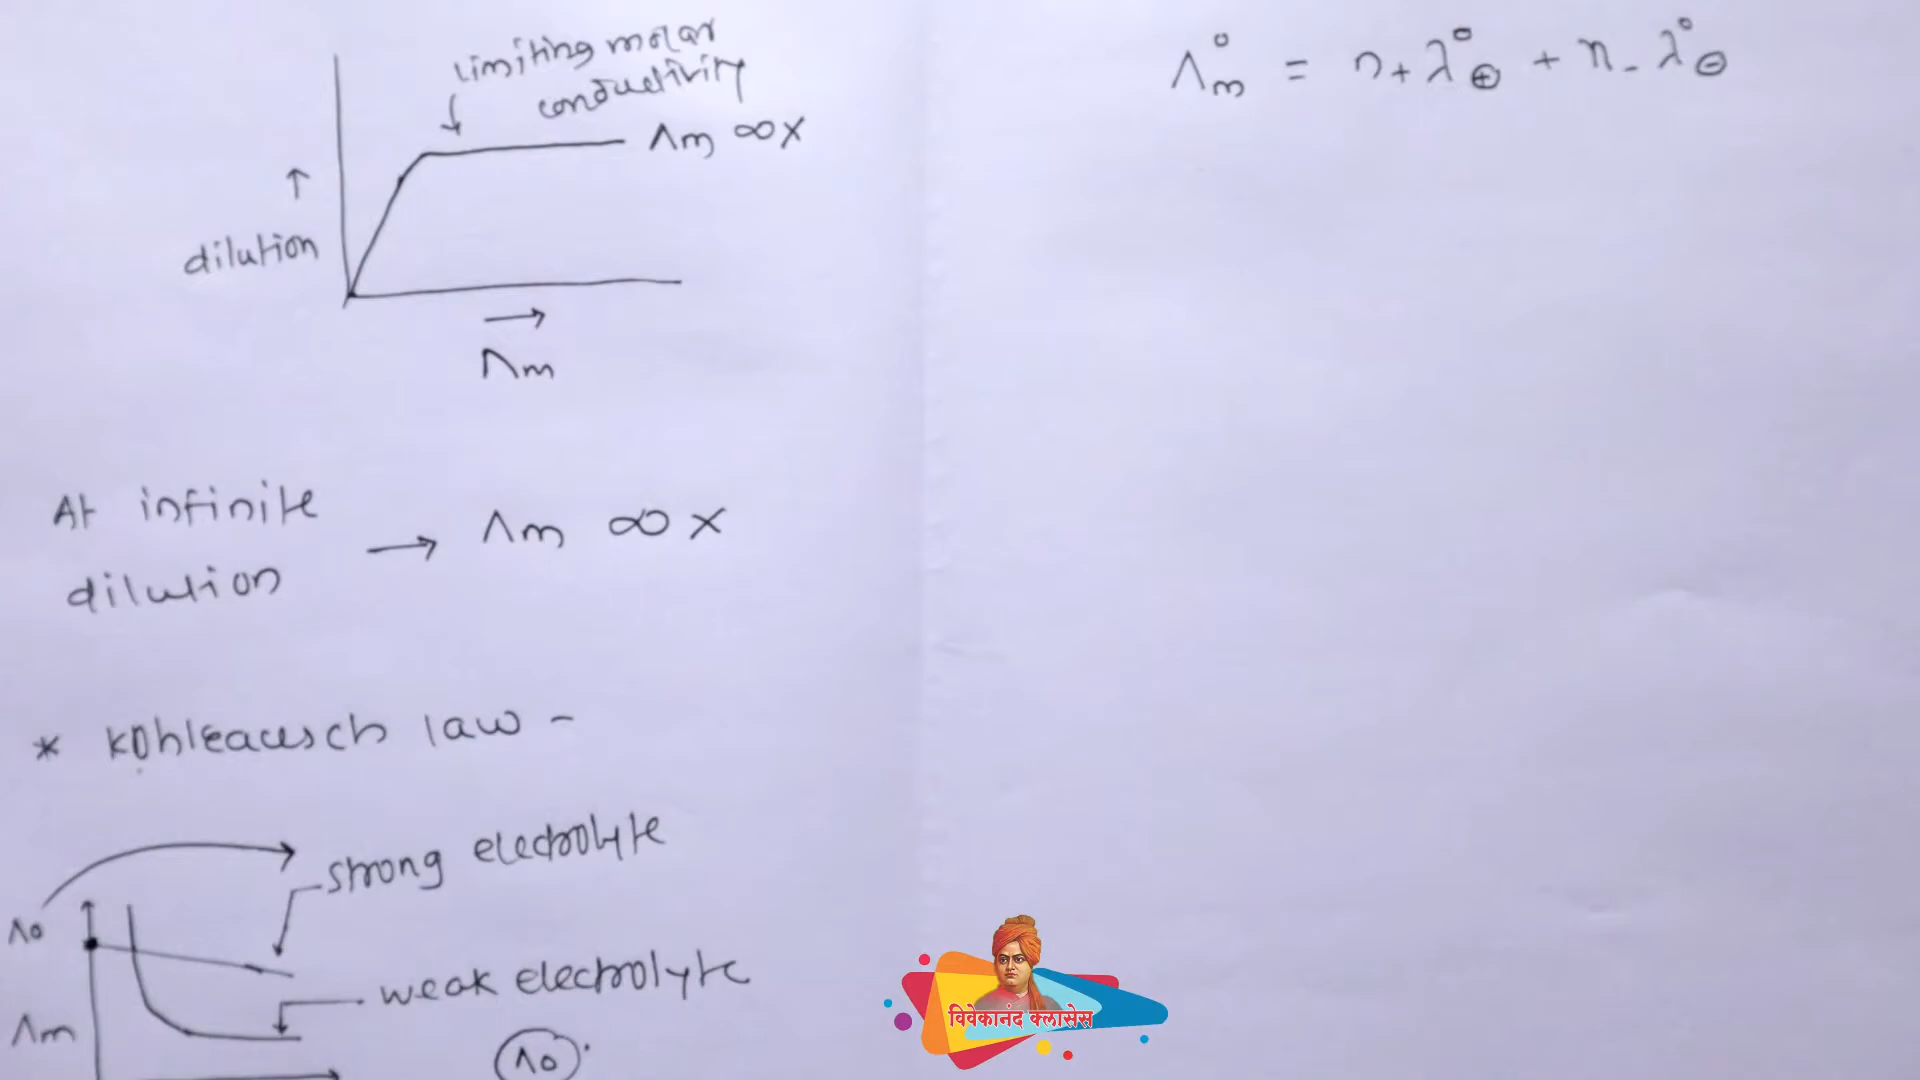 limiting molar
conductivity
Λm ∞ x
↑
dilution
→
Λm
At infinite
dilution → Λm ∞ x
* Kohleausch law -
strong electrolyte
Λo
weak electrolyte
Λm
Λo
Λ°m = n+ λ°⊕ + n- λ°⊖
विवेकानंद क्लासेस